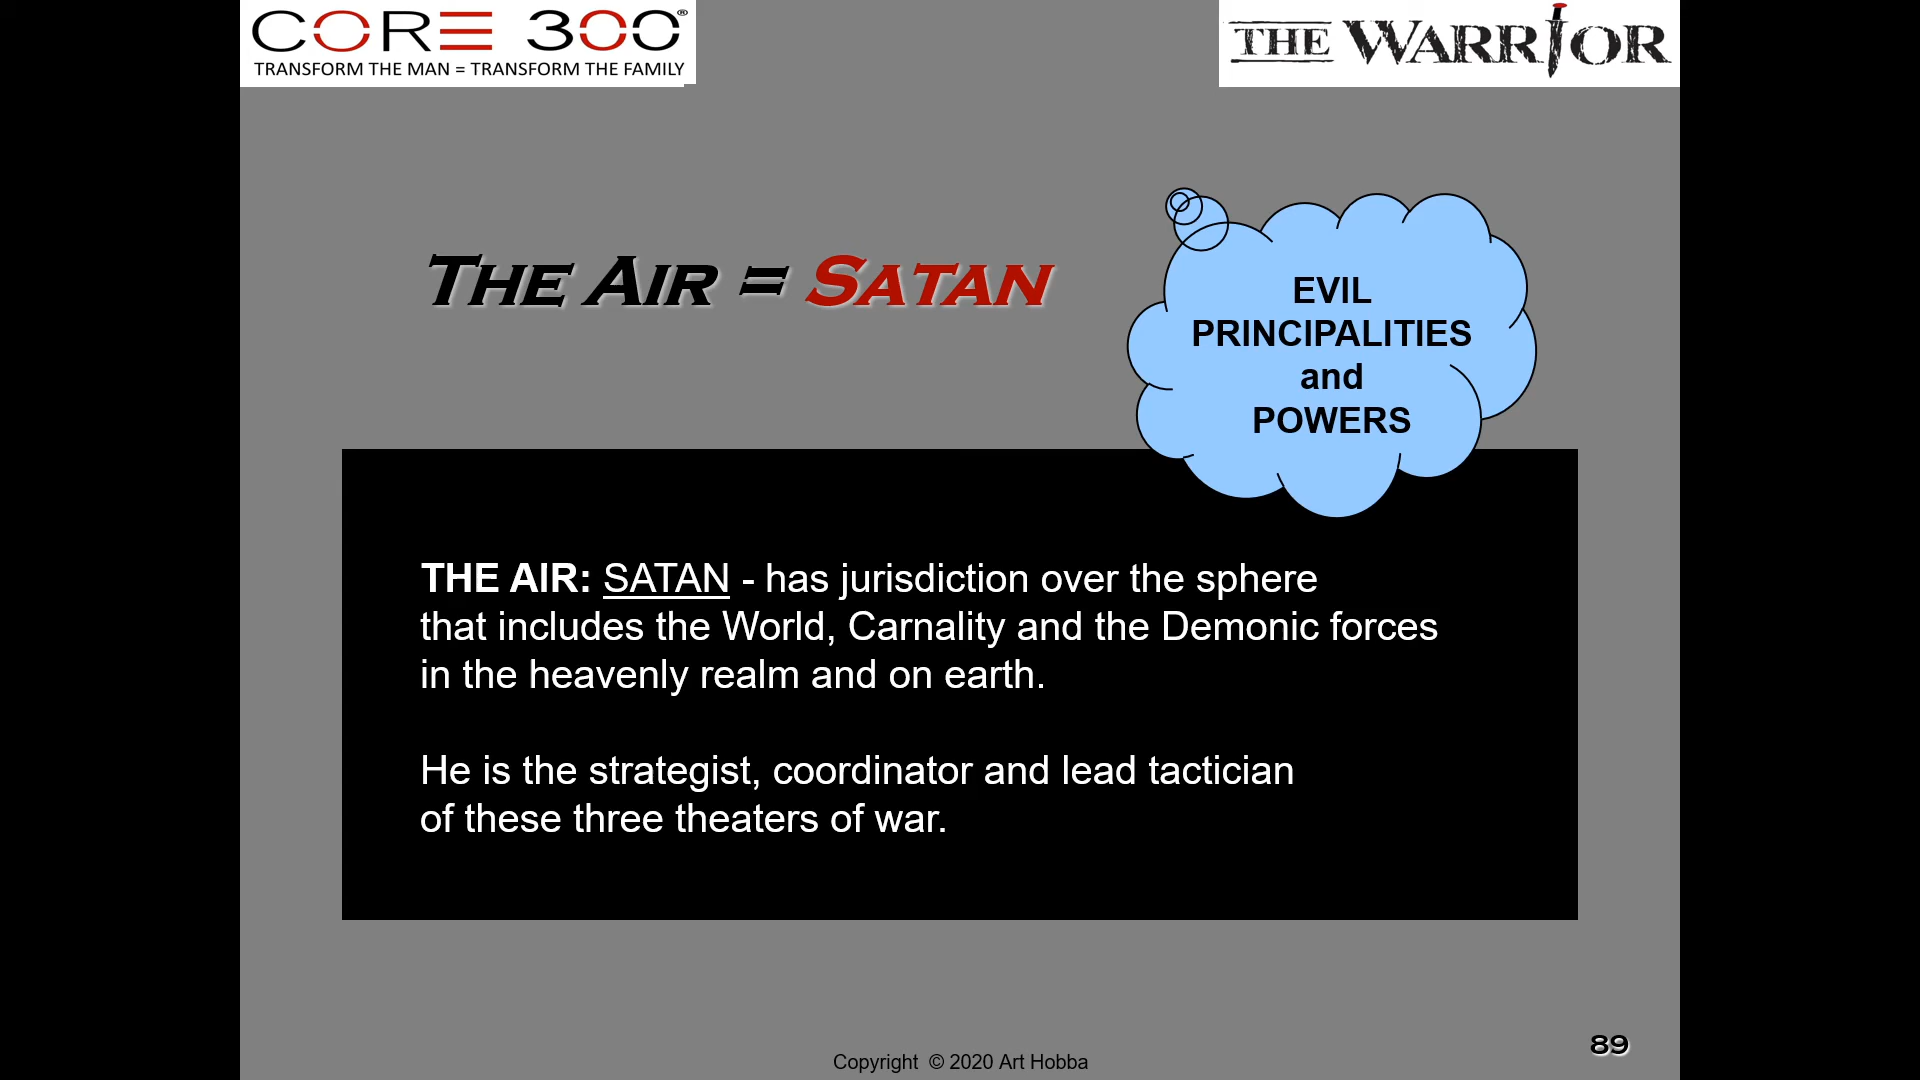 CORE 300®
TRANSFORM THE MAN = TRANSFORM THE FAMILY
THE WARRIOR
THE AIR = SATAN
EVIL
PRINCIPALITIES
and
POWERS
THE AIR: SATAN - has jurisdiction over the sphere
that includes the World, Carnality and the Demonic forces
in the heavenly realm and on earth.
He is the strategist, coordinator and lead tactician
of these three theaters of war.
Copyright © 2020 Art Hobba
89